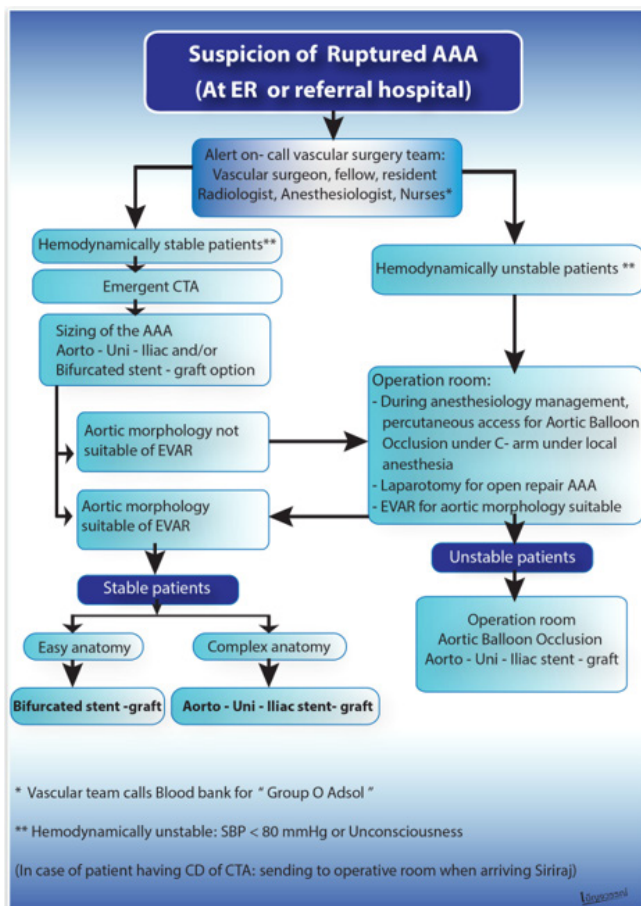 Suspicion of Ruptured AAA
(At ER or referral hospital)
Alert on- call vascular surgery team:
Vascular surgeon, fellow, resident
Radiologist, Anesthesiologist, Nurses*
Hemodynamically stable patients**
Hemodynamically unstable patients **
Emergent CTA
Sizing of the AAA
Aorto - Uni - Iliac and/or
Bifurcated stent - graft option
Operation room:
- During anesthesiology management,
percutaneous access for Aortic Balloon
Occlusion under C- arm under local
anesthesia
- Laparotomy for open repair AAA
- EVAR for aortic morphology suitable
Aortic morphology not
suitable of EVAR
Aortic morphology
suitable of EVAR
Stable patients
Unstable patients
Easy anatomy
Complex anatomy
Operation room
Aortic Balloon Occlusion
Aorto - Uni - Iliac stent - graft
Bifurcated stent -graft
Aorto - Uni - Iliac stent- graft
* Vascular team calls Blood bank for " Group O Adsol "
** Hemodynamically unstable: SBP < 80 mmHg or Unconsciousness
(In case of patient having CD of CTA: sending to operative room when arriving Siriraj)